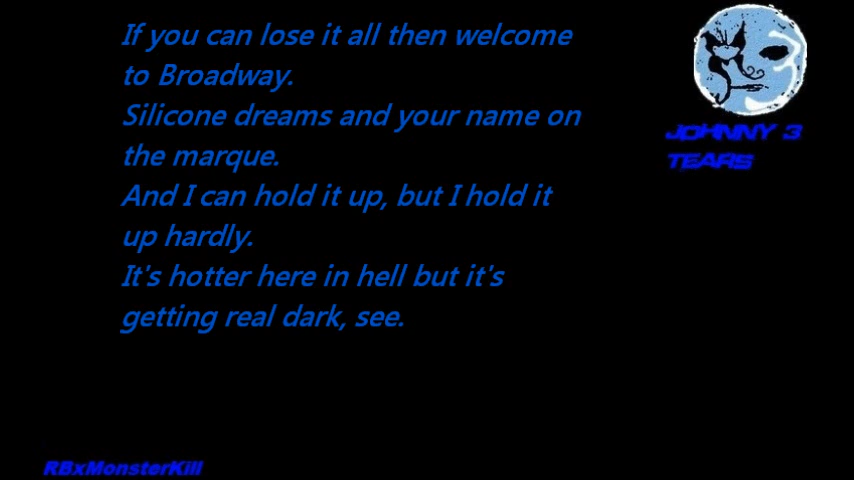 If you can lose it all then welcome
to Broadway.
Silicone dreams and your name on
the marque.
And I can hold it up, but I hold it
up hardly.
It's hotter here in hell but it's
getting real dark, see.
JOHNNY 3
TEARS
RBxMonsterKill